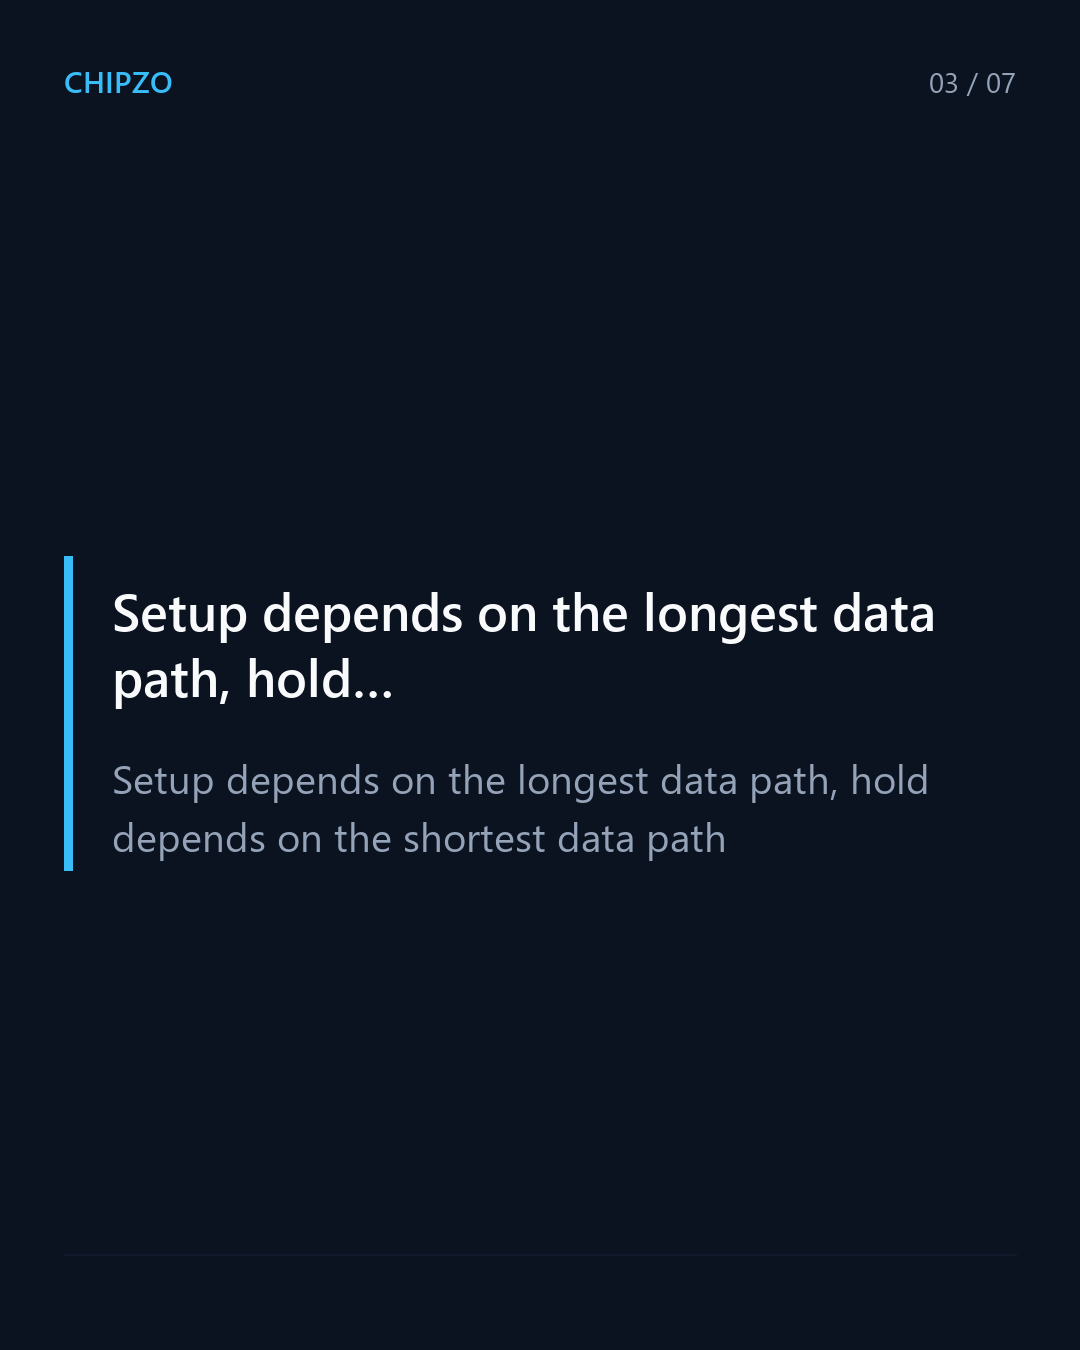 CHIPZO
03 / 07
Setup depends on the longest data
path, hold...
Setup depends on the longest data path, hold
depends on the shortest data path